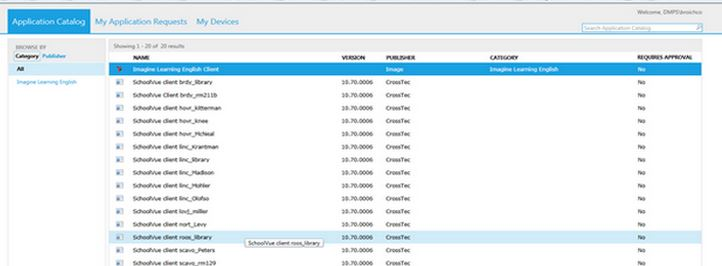 Welcome, DMPS\broichco
Application Catalog My Application Requests My Devices
Search Application Catalog
BROWSE BY
Category Publisher
All
Imagine Learning English
Showing 1 - 20 of 20 results
NAME VERSION PUBLISHER CATEGORY REQUIRES APPROVAL
Imagine Learning English Client Image Imagine Learning English No
SchoolVue client brdy_library 10.70.0006 CrossTec No
SchoolVue Client brdy_rm211b 10.70.0006 CrossTec No
SchoolVue client hovr_kitterman 10.70.0006 CrossTec No
SchoolVue client hovr_knee 10.70.0006 CrossTec No
SchoolVue client hovr_McNeal 10.70.0006 CrossTec No
SchoolVue client linc_Krantman 10.70.0006 CrossTec No
SchoolVue client linc_library 10.70.0006 CrossTec No
SchoolVue client linc_Madison 10.70.0006 CrossTec No
SchoolVue client linc_Mohler 10.70.0006 CrossTec No
SchoolVue client linc_Olofso 10.70.0006 CrossTec No
SchoolVue client lovj_miller 10.70.0006 CrossTec No
SchoolVue client nort_Levy 10.70.0006 CrossTec No
SchoolVue client roos_library 10.70.0006 CrossTec No
SchoolVue client roos_library
SchoolVue client scavo_Peters 10.70.0006 CrossTec No
SchoolVue client scavo_rm129 10.70.0006 CrossTec No